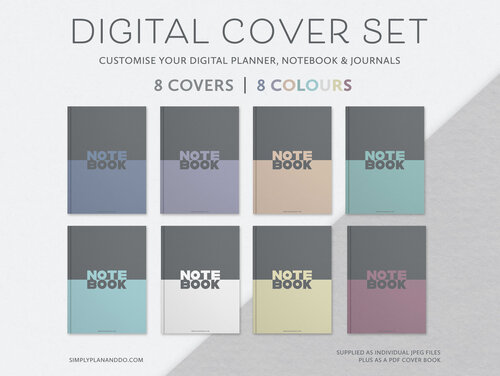 DIGITAL COVER SET
CUSTOMISE YOUR DIGITAL PLANNER, NOTEBOOK & JOURNALS
8 COVERS | 8 COLOURS
NOTE
BOOK
NOTE
BOOK
NOTE
BOOK
NOTE
BOOK
NOTE
BOOK
NOTE
BOOK
NOTE
BOOK
NOTE
BOOK
SIMPLYPLANANDDO.COM
SUPPLIED AS INDIVIDUAL JPEG FILES
PLUS AS A PDF COVER BOOK